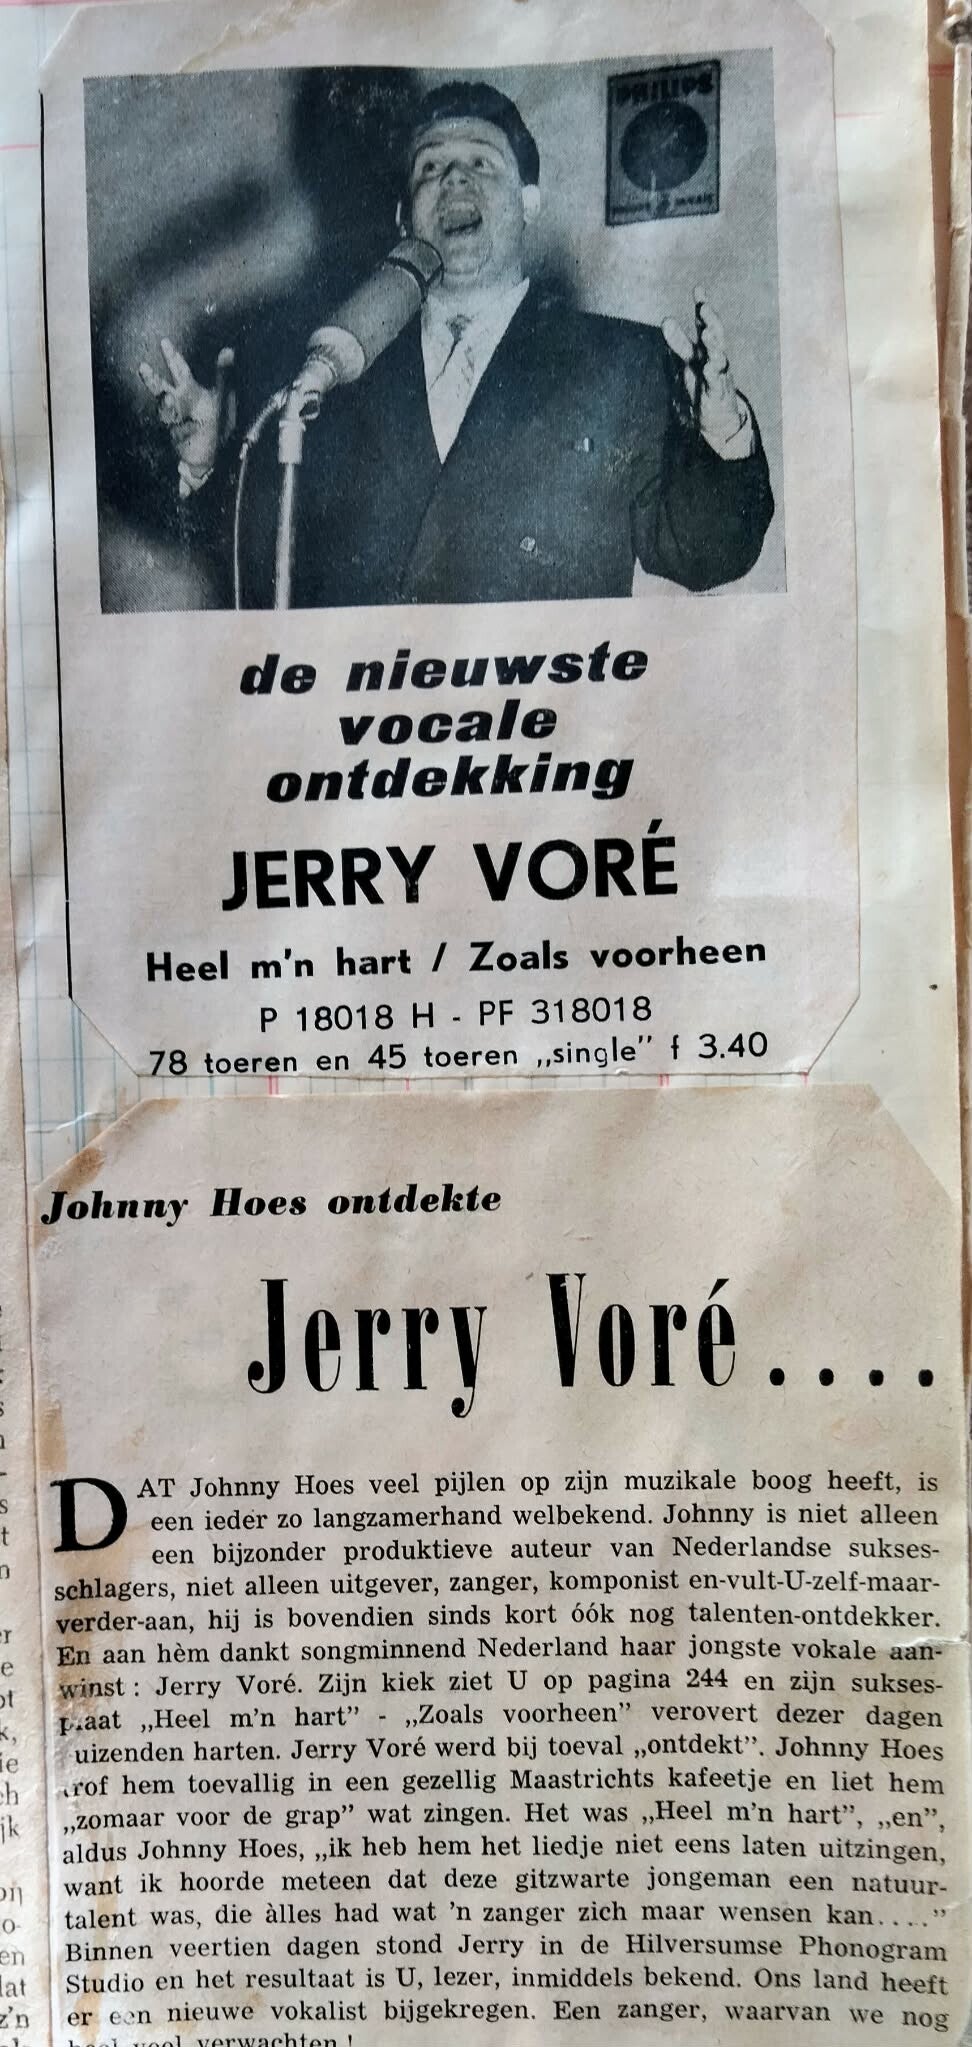 PHILIPS
de nieuwste
vocale
ontdekking
JERRY VORÉ
Heel m'n hart / Zoals voorheen
P 18018 H - PF 318018
78 toeren en 45 toeren „single” f 3.40
Johnny Hoes ontdekte
Jerry Voré....
DAT Johnny Hoes veel pijlen op zijn muzikale boog heeft, is
een ieder zo langzamerhand welbekend. Johnny is niet alleen
een bijzonder produktieve auteur van Nederlandse sukses-
schlagers, niet alleen uitgever, zanger, komponist en-vult-U-zelf-maar-
verder-aan, hij is bovendien sinds kort óók nog talenten-ontdekker.
En aan hèm dankt songminnend Nederland haar jongste vokale aan-
winst : Jerry Voré. Zijn kiek ziet U op pagina 244 en zijn sukses-
plaat „Heel m'n hart” - „Zoals voorheen” verovert dezer dagen
uizenden harten. Jerry Voré werd bij toeval „ontdekt”. Johnny Hoes
rof hem toevallig in een gezellig Maastrichts kafeetje en liet hem
„zomaar voor de grap” wat zingen. Het was „Heel m'n hart”, „en”,
aldus Johnny Hoes, „ik heb hem het liedje niet eens laten uitzingen,
want ik hoorde meteen dat deze gitzwarte jongeman een natuur-
talent was, die àlles had wat 'n zanger zich maar wensen kan....”
Binnen veertien dagen stond Jerry in de Hilversumse Phonogram
Studio en het resultaat is U, lezer, inmiddels bekend. Ons land heeft
er een nieuwe vokalist bijgekregen. Een zanger, waarvan we nog
heel veel verwachten !